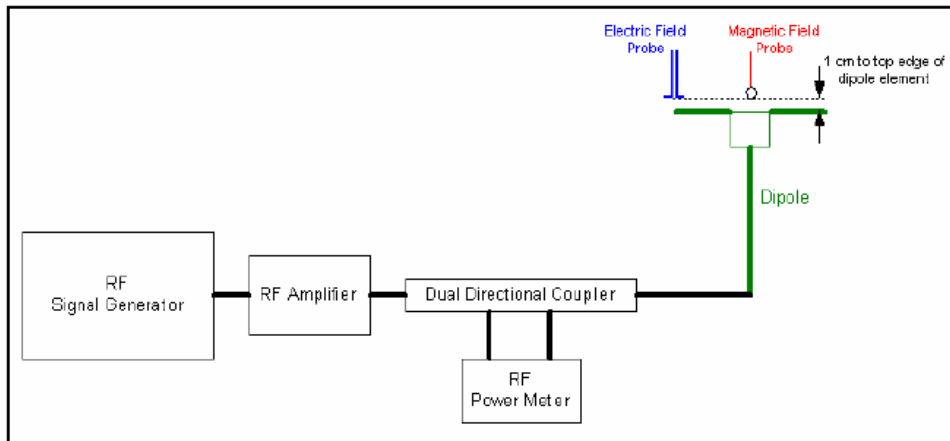 Electric Field
Probe
Magnetic Field
Probe
1 cm to top edge of
dipole element
Dipole
RF
Signal Generator
RF Amplifier
Dual Directional Coupler
RF
Power Meter